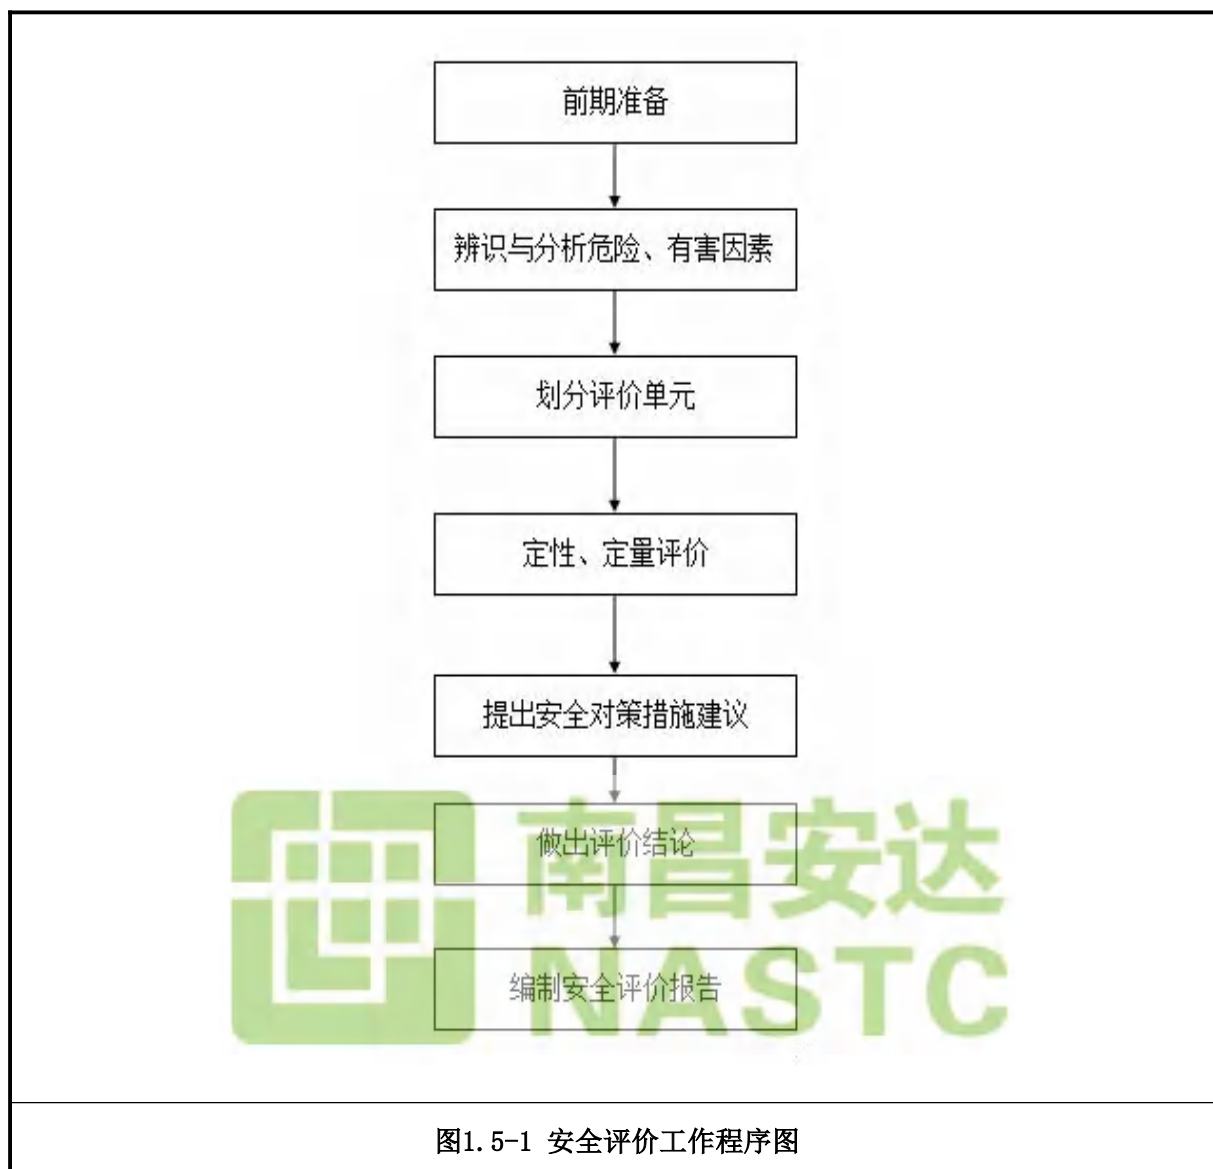 前期准备
辨识与分析危险、有害因素
划分评价单元
定性、定量评价
提出安全对策措施建议
做出评价结论
南昌安达
编制安全评价报告
NASTC
图1.5-1 安全评价工作程序图